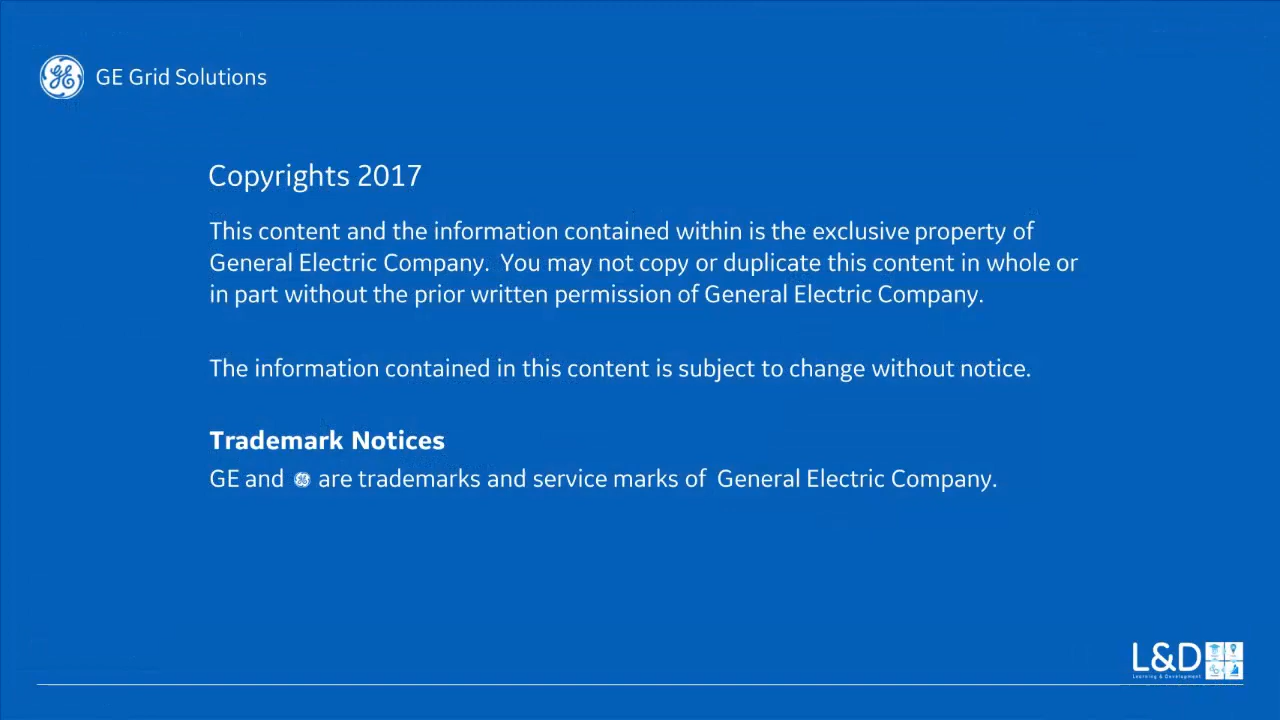 GE Grid Solutions
Copyrights 2017
This content and the information contained within is the exclusive property of
General Electric Company.  You may not copy or duplicate this content in whole or
in part without the prior written permission of General Electric Company.
The information contained in this content is subject to change without notice.
Trademark Notices
GE and are trademarks and service marks of  General Electric Company.
L&D
Learning & Development